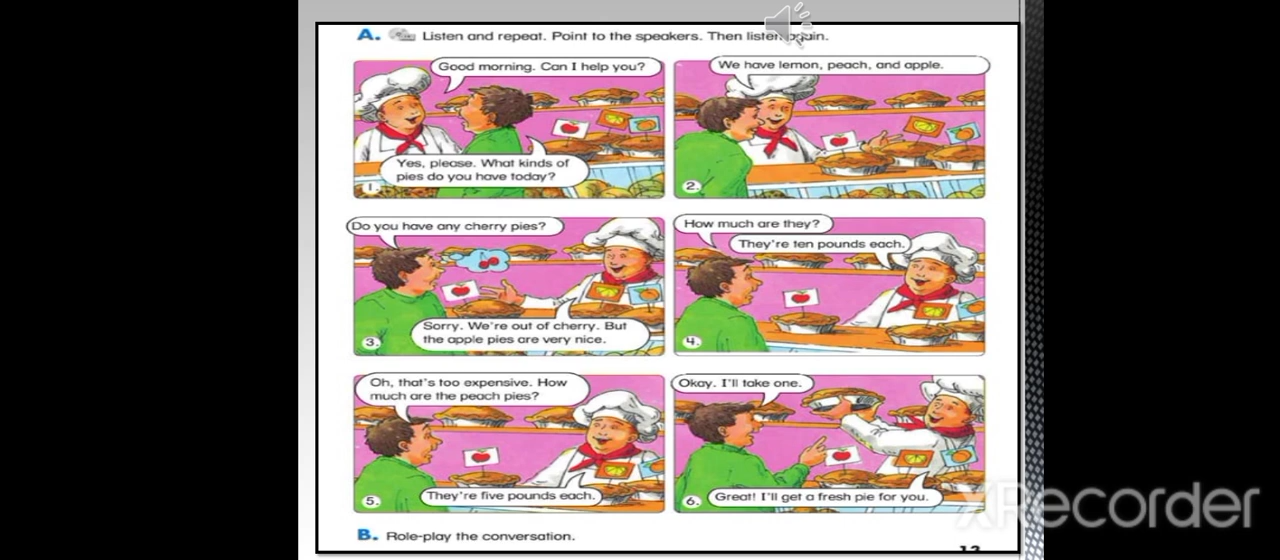 A. Listen and repeat. Point to the speakers. Then listen again.
Good morning. Can I help you?
Yes, please. What kinds of
pies do you have today?
1.
We have lemon, peach, and apple.
2.
Do you have any cherry pies?
Sorry. We're out of cherry. But
the apple pies are very nice.
3.
How much are they?
They're ten pounds each.
4.
Oh, that's too expensive. How
much are the peach pies?
They're five pounds each.
5.
Okay. I'll take one.
Great! I'll get a fresh pie for you.
6.
B. Role-play the conversation.
XRecorder